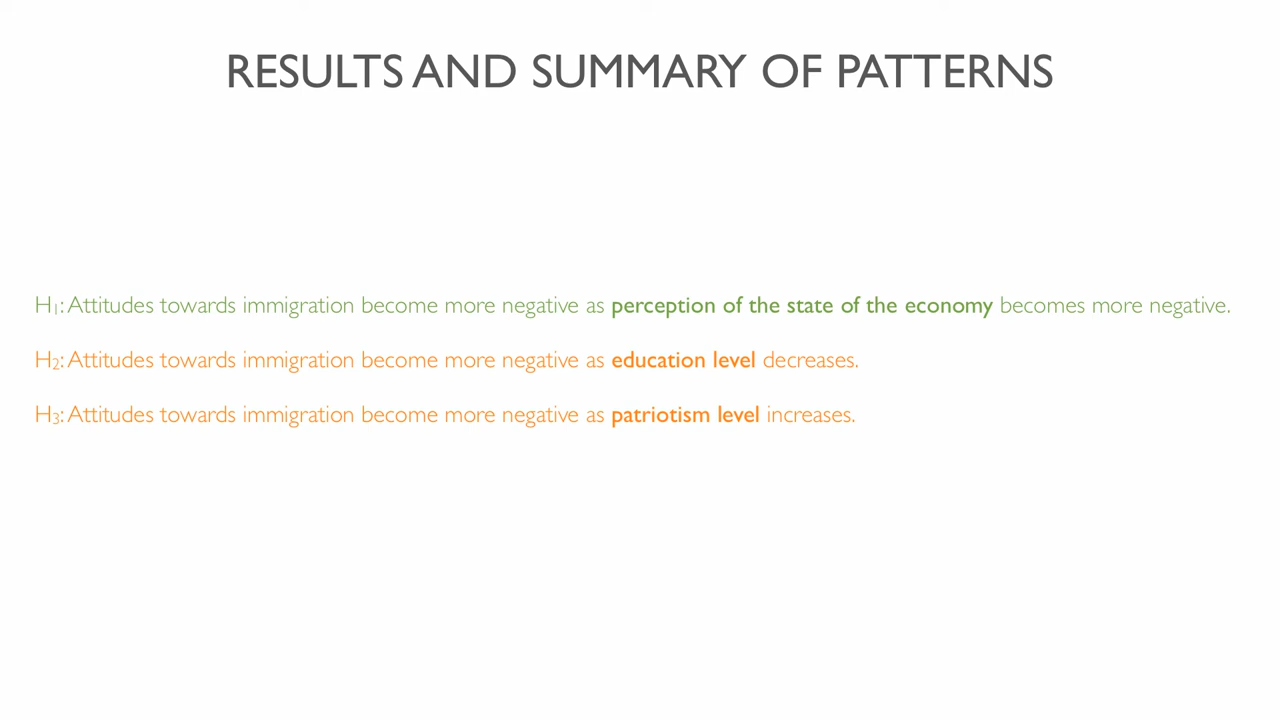 RESULTS AND SUMMARY OF PATTERNS
H₁: Attitudes towards immigration become more negative as perception of the state of the economy becomes more negative.
H₂: Attitudes towards immigration become more negative as education level decreases.
H₃: Attitudes towards immigration become more negative as patriotism level increases.